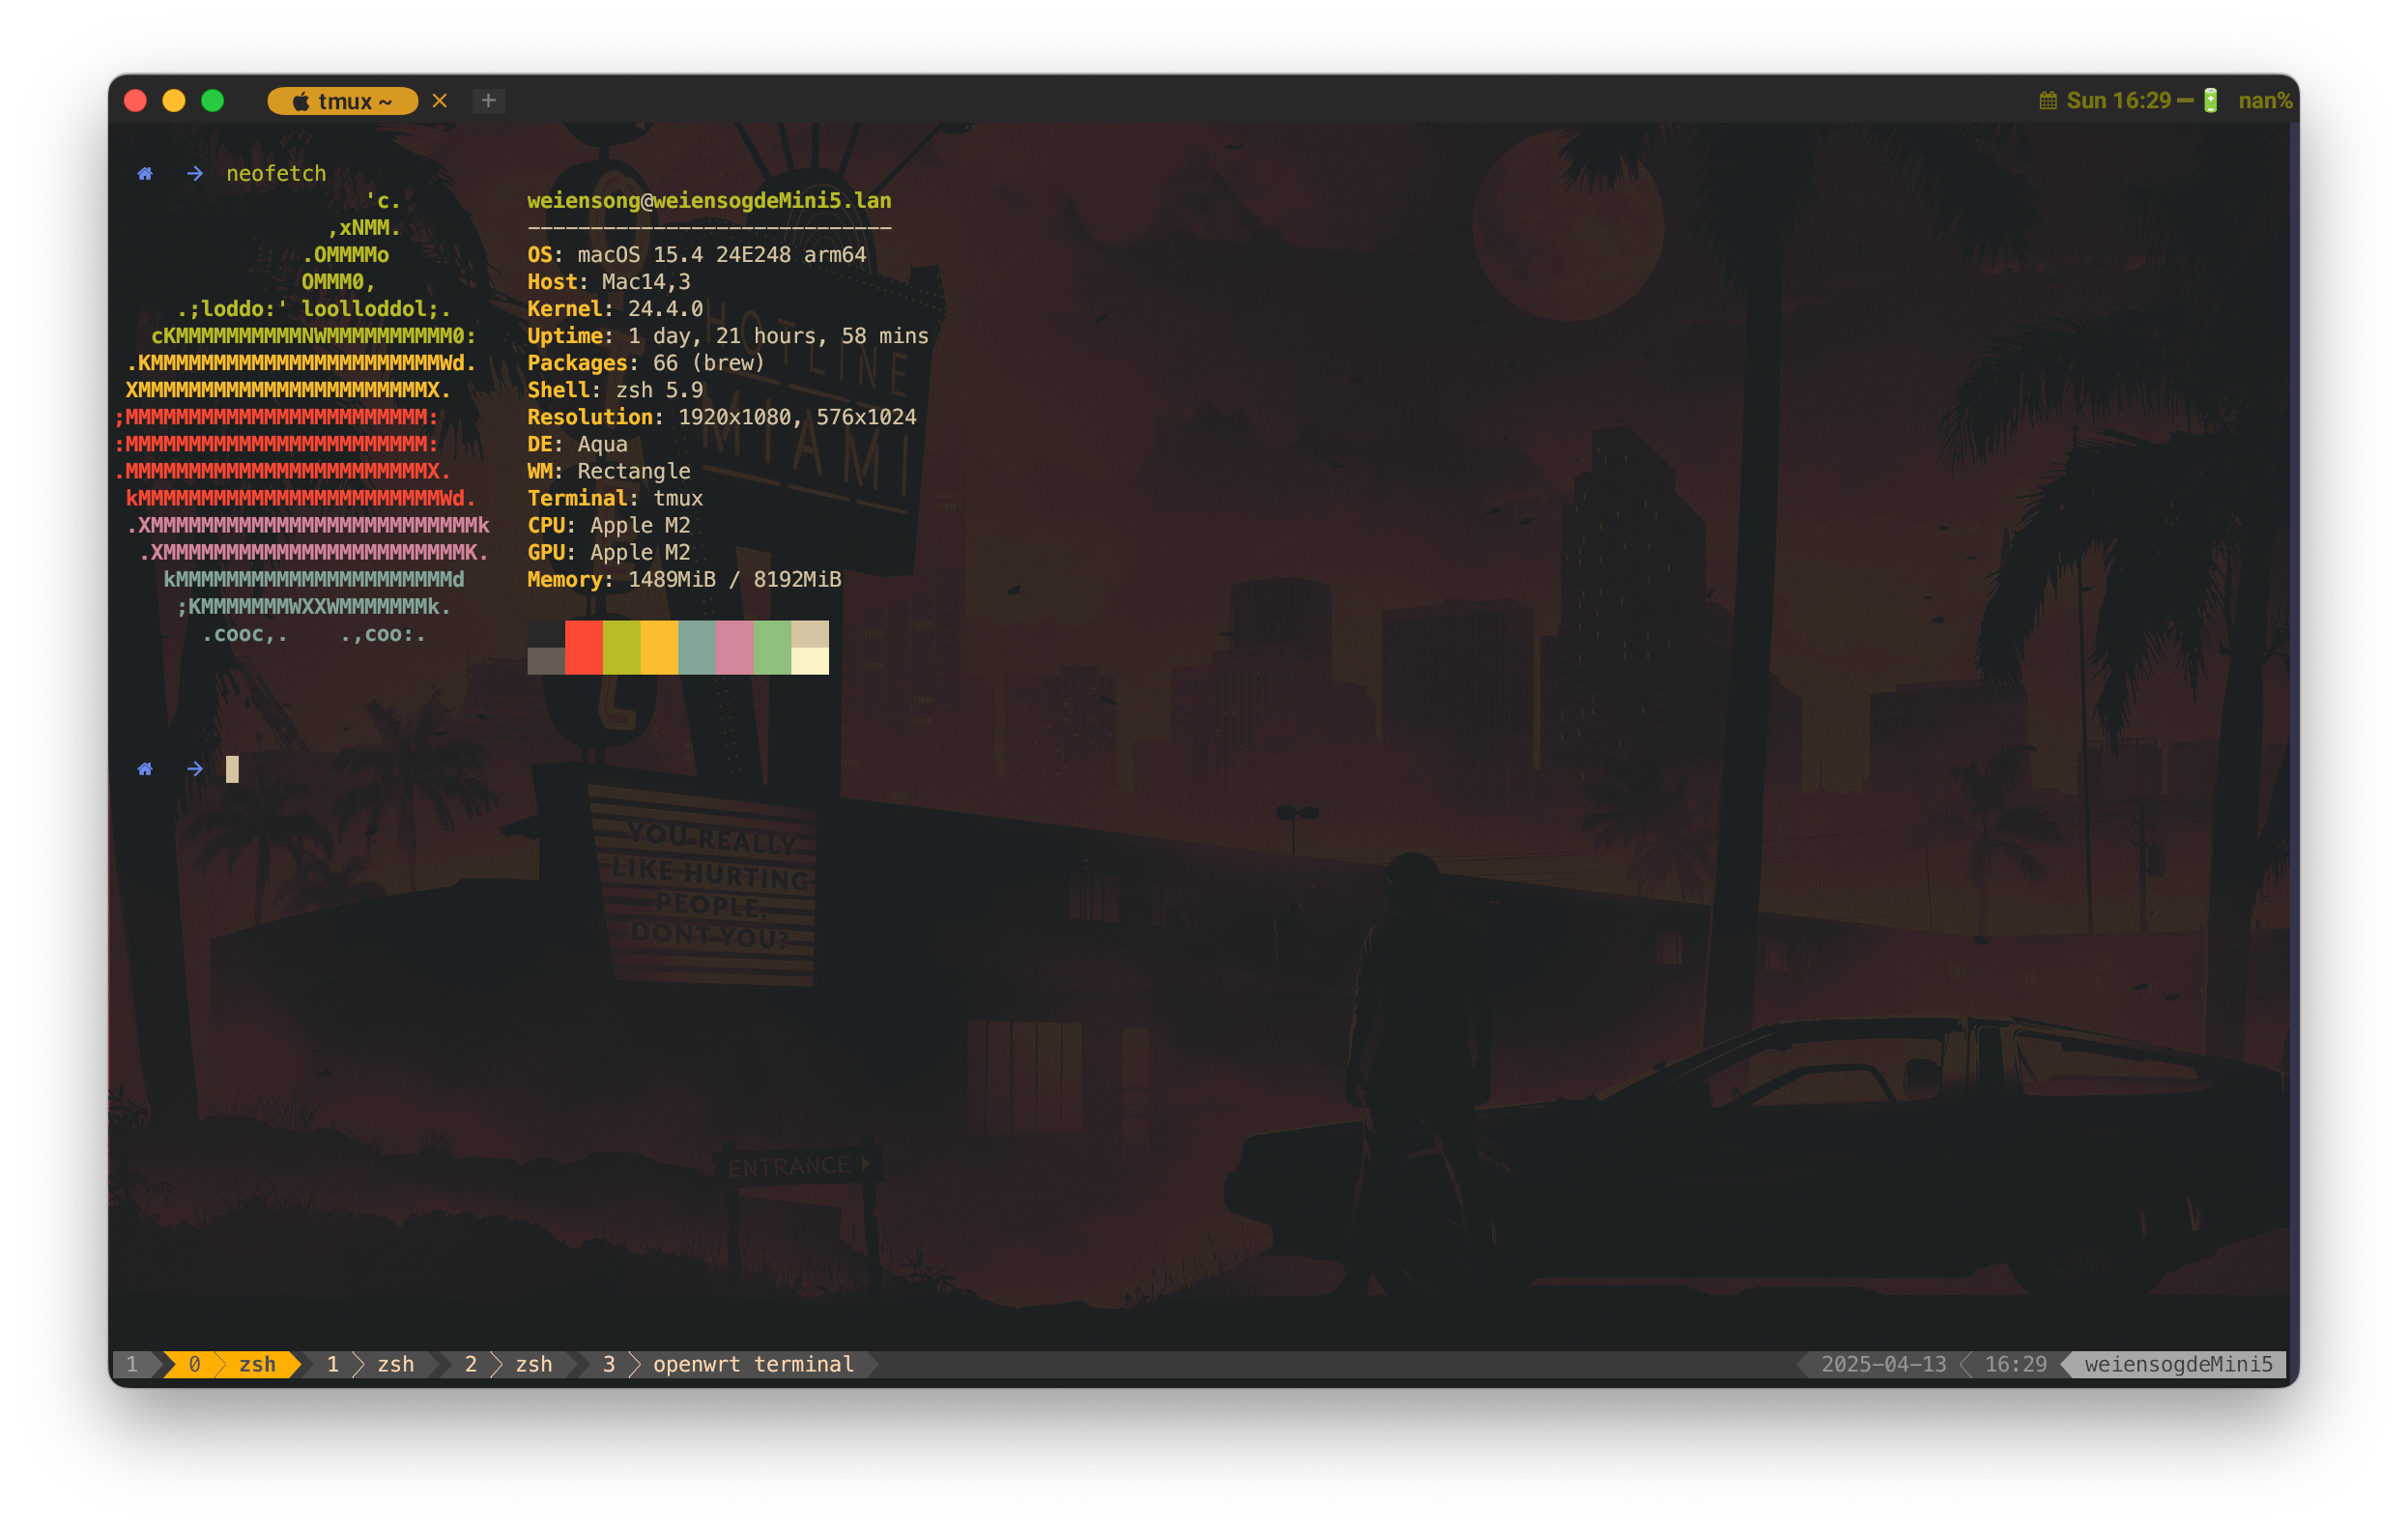 tmux ~ × +
Sun 16:29 – nan%
→ neofetch
'c.
,xNMM.
.OMMMMo
OMMM0,
.;loddo:' loolloddol;.
cKMMMMMMMMMMNWMMMMMMMMMM0:
.KMMMMMMMMMMMMMMMMMMMMMMMWd.
XMMMMMMMMMMMMMMMMMMMMMMMX.
;MMMMMMMMMMMMMMMMMMMMMMMM:
:MMMMMMMMMMMMMMMMMMMMMMMM:
.MMMMMMMMMMMMMMMMMMMMMMMMX.
kMMMMMMMMMMMMMMMMMMMMMMMMWd.
.XMMMMMMMMMMMMMMMMMMMMMMMMMMk
.XMMMMMMMMMMMMMMMMMMMMMMMMK.
kMMMMMMMMMMMMMMMMMMMMMMd
;KMMMMMMMWXXWMMMMMMMk.
.cooc,. .,coo:.
weiensong@weiensogdeMini5.lan
-----------------------------
OS: macOS 15.4 24E248 arm64
Host: Mac14,3
Kernel: 24.4.0
Uptime: 1 day, 21 hours, 58 mins
Packages: 66 (brew)
Shell: zsh 5.9
Resolution: 1920x1080, 576x1024
DE: Aqua
WM: Rectangle
Terminal: tmux
CPU: Apple M2
GPU: Apple M2
Memory: 1489MiB / 8192MiB
→
HOTLINE
MIAMI
YOU REALLY
LIKE HURTING
PEOPLE,
DONT YOU?
ENTRANCE
1 0 zsh 1 zsh 2 zsh 3 openwrt terminal
2025-04-13 16:29 weiensogdeMini5